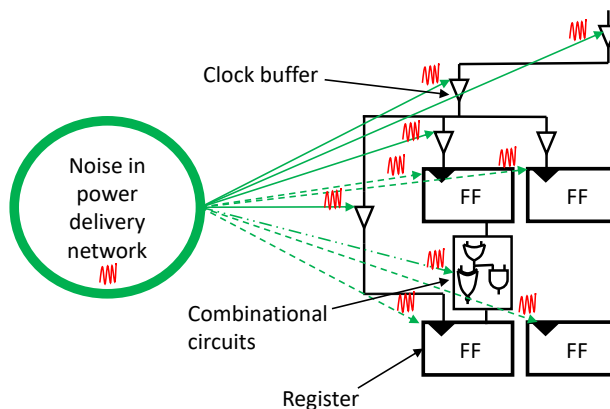 Clock buffer
Noise in
power
delivery
network
FF
FF
Combinational
circuits
FF
FF
Register